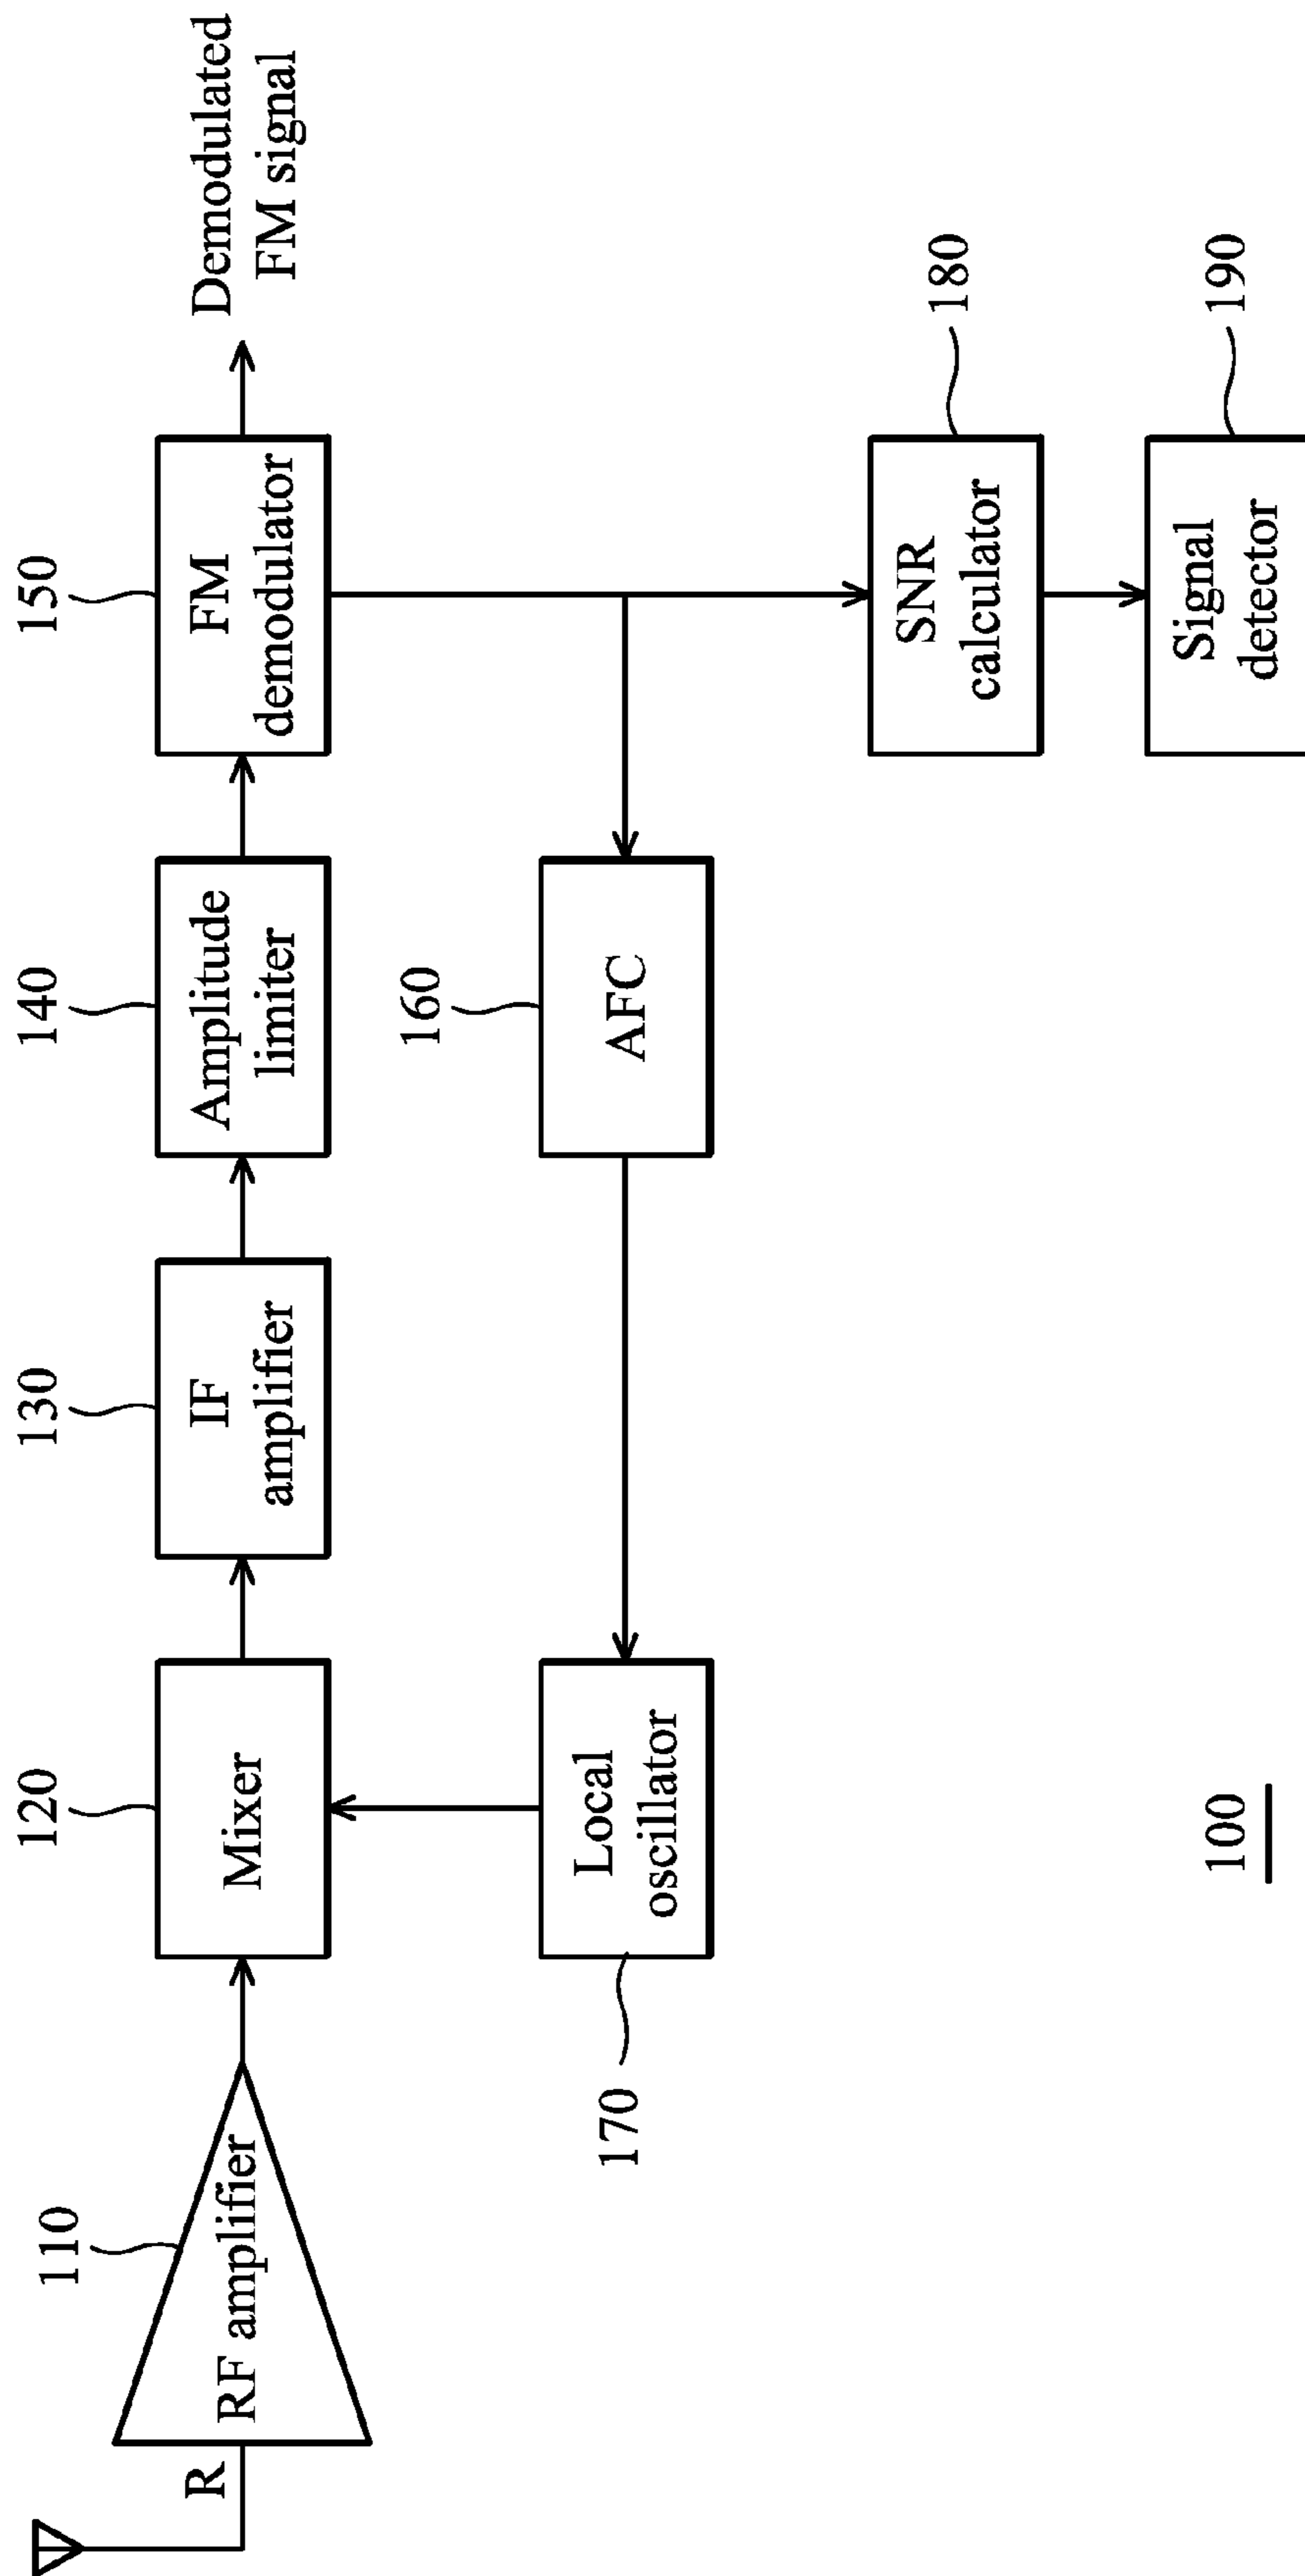 R
110
RF amplifier
120
Mixer
130
IF
amplifier
140
Amplitude
limiter
150
FM
demodulator
Demodulated
FM signal
170
Local
oscillator
160
AFC
SNR
calculator
180
Signal
detector
190
100